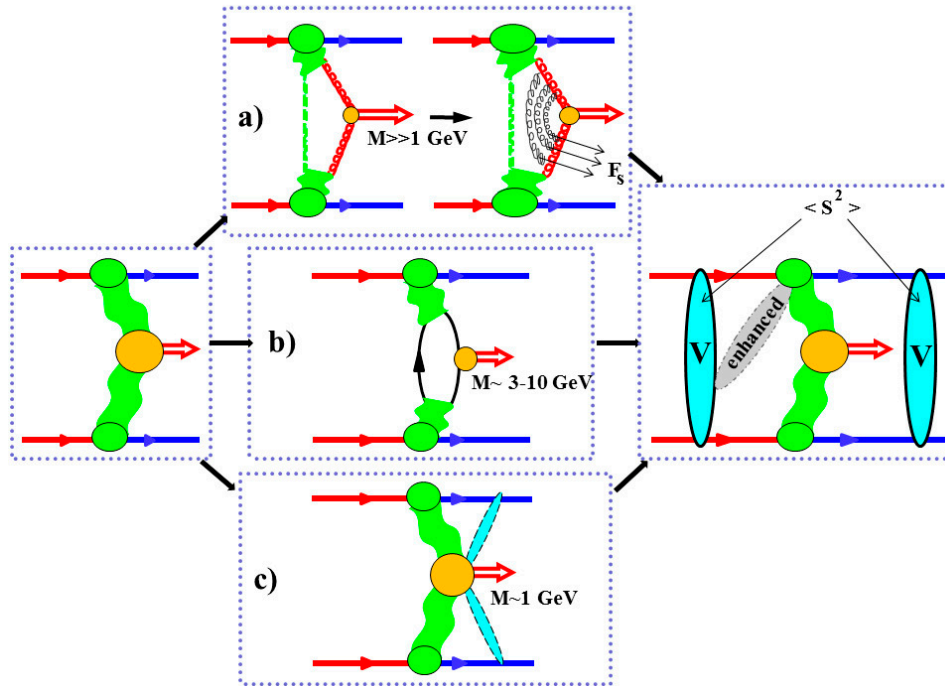 a)
M>>1 GeV
F_s
< S^2 >
b)
M~ 3-10 GeV
V
enhanced
V
c)
M~1 GeV